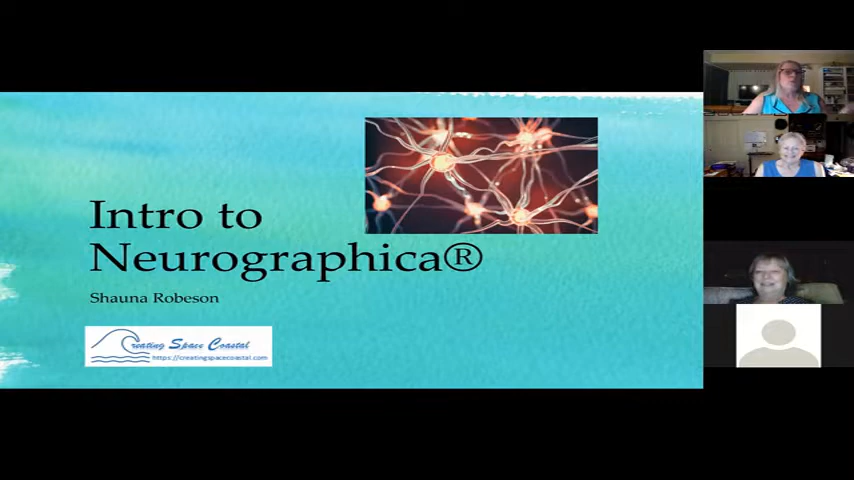 Intro to
Neurographica®
Shauna Robeson
Creating Space Coastal
https://creatingspacecoastal.com